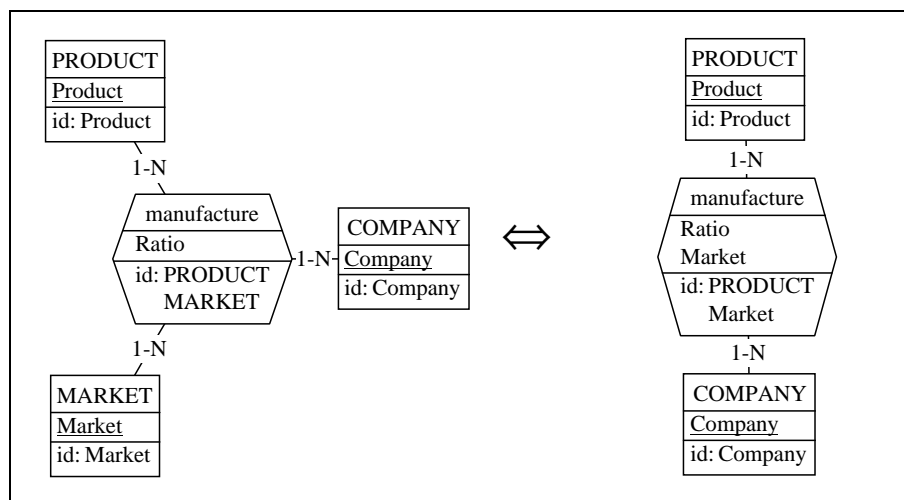 PRODUCT
Product
id: Product
1-N
manufacture
Ratio
id: PRODUCT
MARKET
1-N
COMPANY
Company
id: Company
1-N
MARKET
Market
id: Market
⇔
PRODUCT
Product
id: Product
1-N
manufacture
Ratio
Market
id: PRODUCT
Market
1-N
COMPANY
Company
id: Company